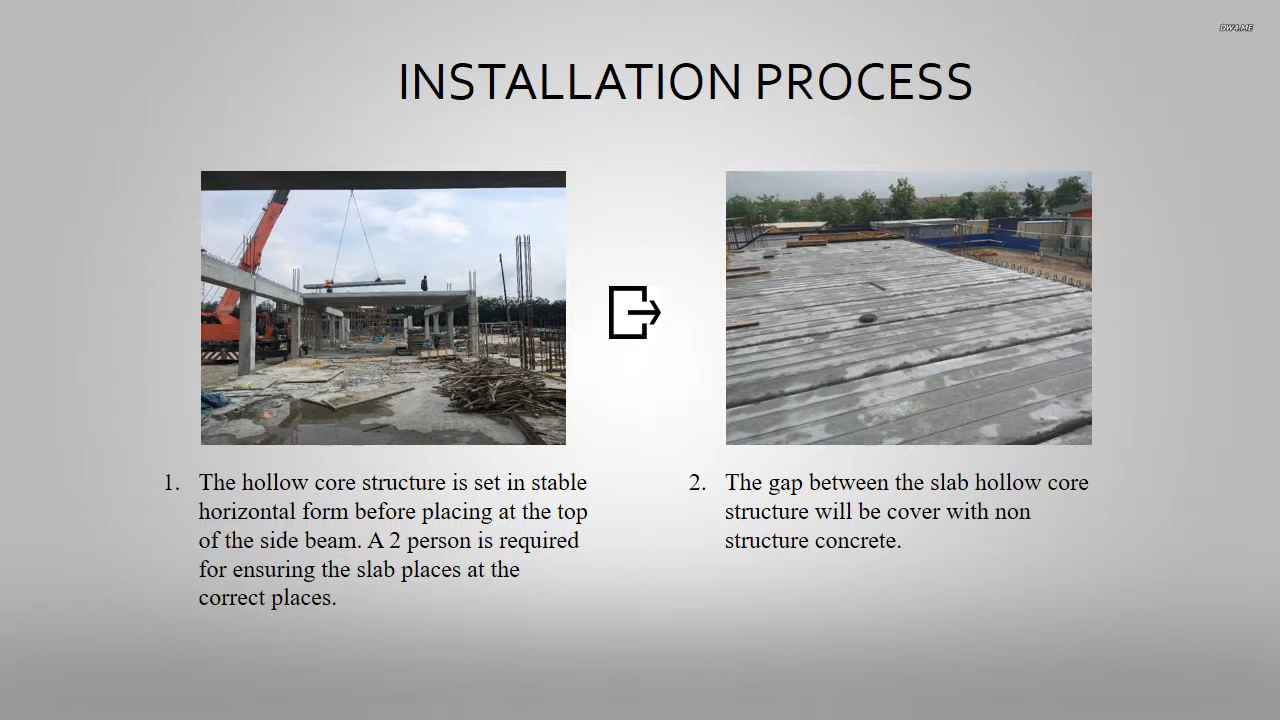 DW4.ME
INSTALLATION PROCESS
1. The hollow core structure is set in stable
horizontal form before placing at the top
of the side beam. A 2 person is required
for ensuring the slab places at the
correct places.
2. The gap between the slab hollow core
structure will be cover with non
structure concrete.